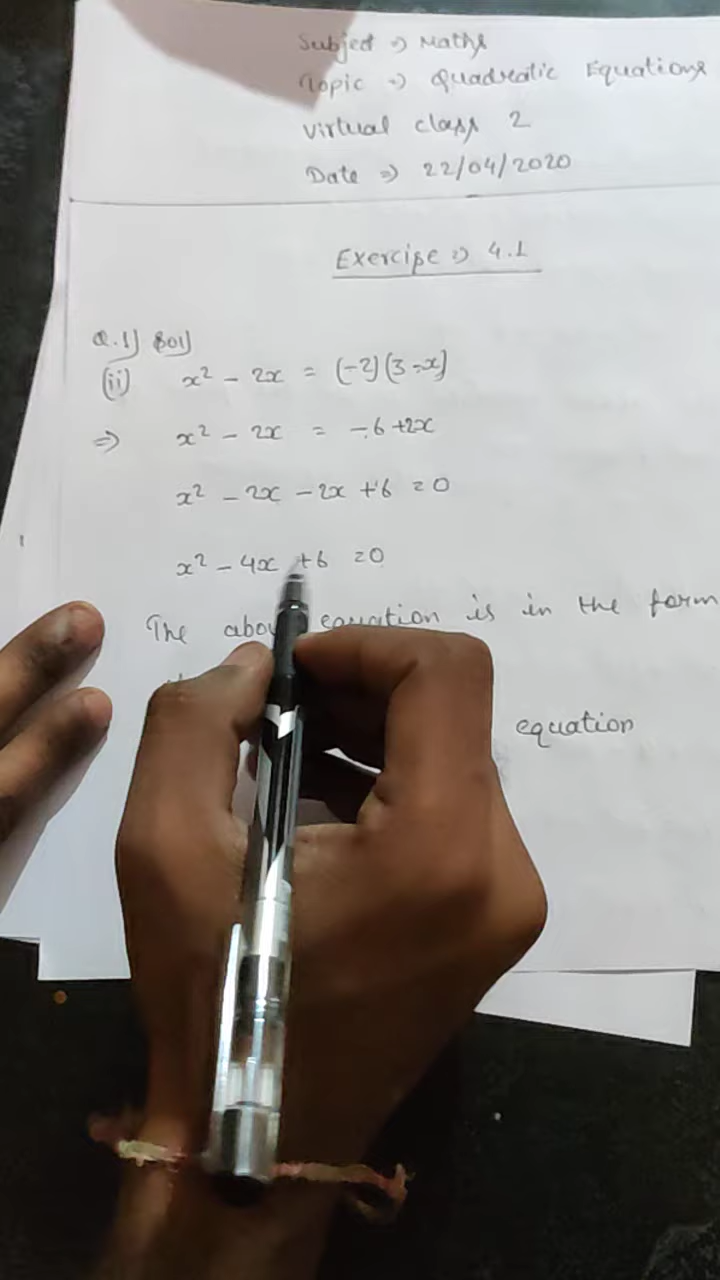 Subject ⇒ Maths
Topic ⇒ Quadratic Equations
Virtual class 2
Date ⇒ 22/04/2020
Exercise ⇒ 4.1
Q.1) Sol)
(ii) x² - 2x = (-2)(3-x)
⇒ x² - 2x = -6+2x
x² - 2x - 2x +6 =0
x² - 4x +6 =0
The equation is in the form
equation